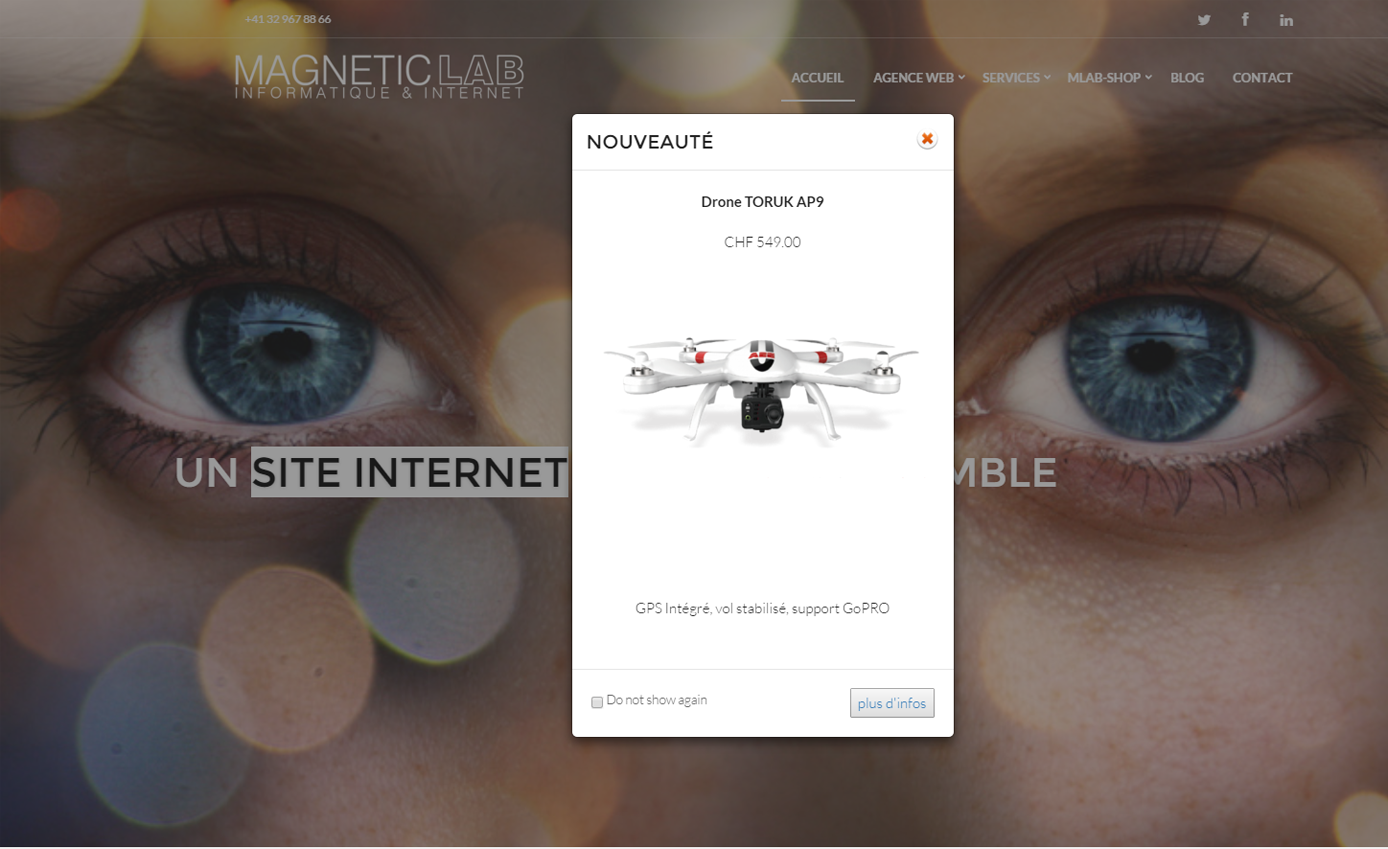 +41 32 967 88 66
MAGNETIC LAB
INFORMATIQUE & INTERNET
ACCUEIL AGENCE WEB SERVICES MLAB-SHOP BLOG CONTACT
NOUVEAUTÉ
Drone TORUK AP9
CHF 549.00
UN SITE INTERNET MBLE
GPS Intégré, vol stabilisé, support GoPRO
Do not show again
plus d'infos